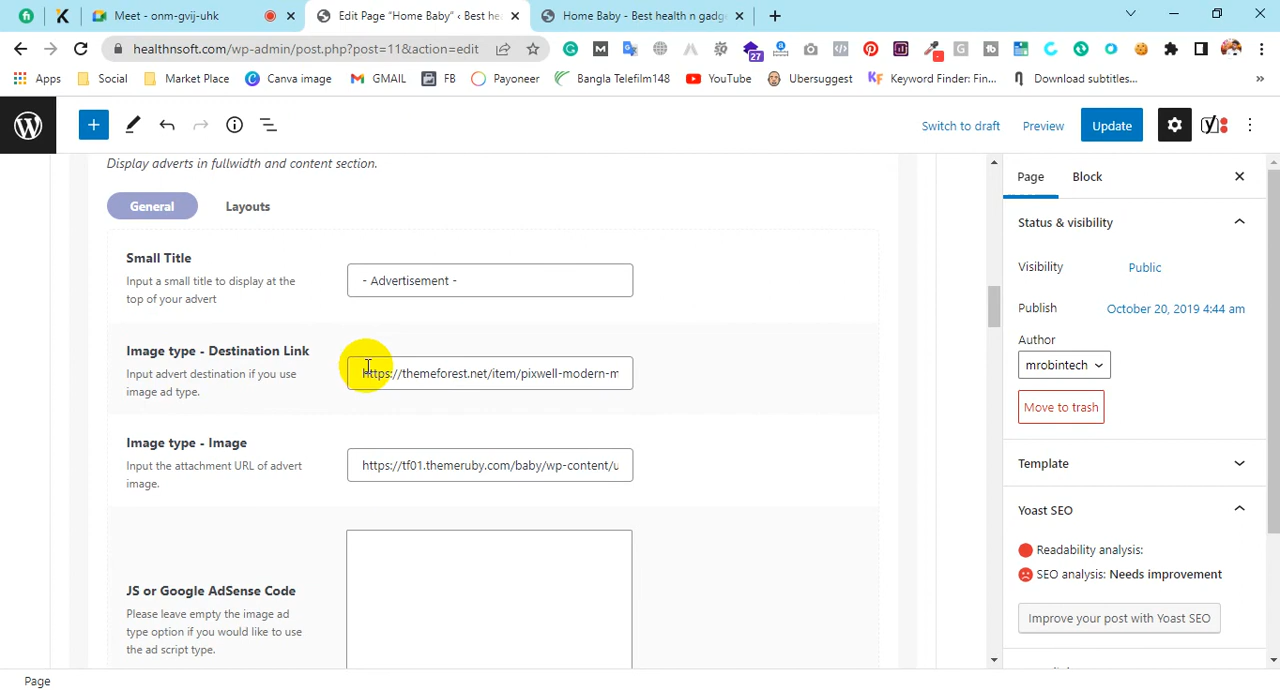 Meet - onm-gvij-uhk
Edit Page "Home Baby" - Best he
Home Baby - Best health n gadg
healthnsoft.com/wp-admin/post.php?post=11&action=edit
27
Apps
Social
Market Place
Canva image
GMAIL
FB
Payoneer
Bangla Telefilm148
YouTube
Ubersuggest
Keyword Finder: Fin...
Download subtitles...
»
Switch to draft
Preview
Update
Display adverts in fullwidth and content section.
General
Layouts
Small Title
Input a small title to display at the
top of your advert
- Advertisement -
Image type - Destination Link
Input advert destination if you use
image ad type.
https://themeforest.net/item/pixwell-modern-m
Image type - Image
Input the attachment URL of advert
image.
https://tf01.themeruby.com/baby/wp-content/u
JS or Google AdSense Code
Please leave empty the image ad
type option if you would like to use
the ad script type.
Page
Block
Status & visibility
Visibility
Public
Publish
October 20, 2019 4:44 am
Author
mrobintech
Move to trash
Template
Yoast SEO
Readability analysis:
SEO analysis: Needs improvement
Improve your post with Yoast SEO
Page